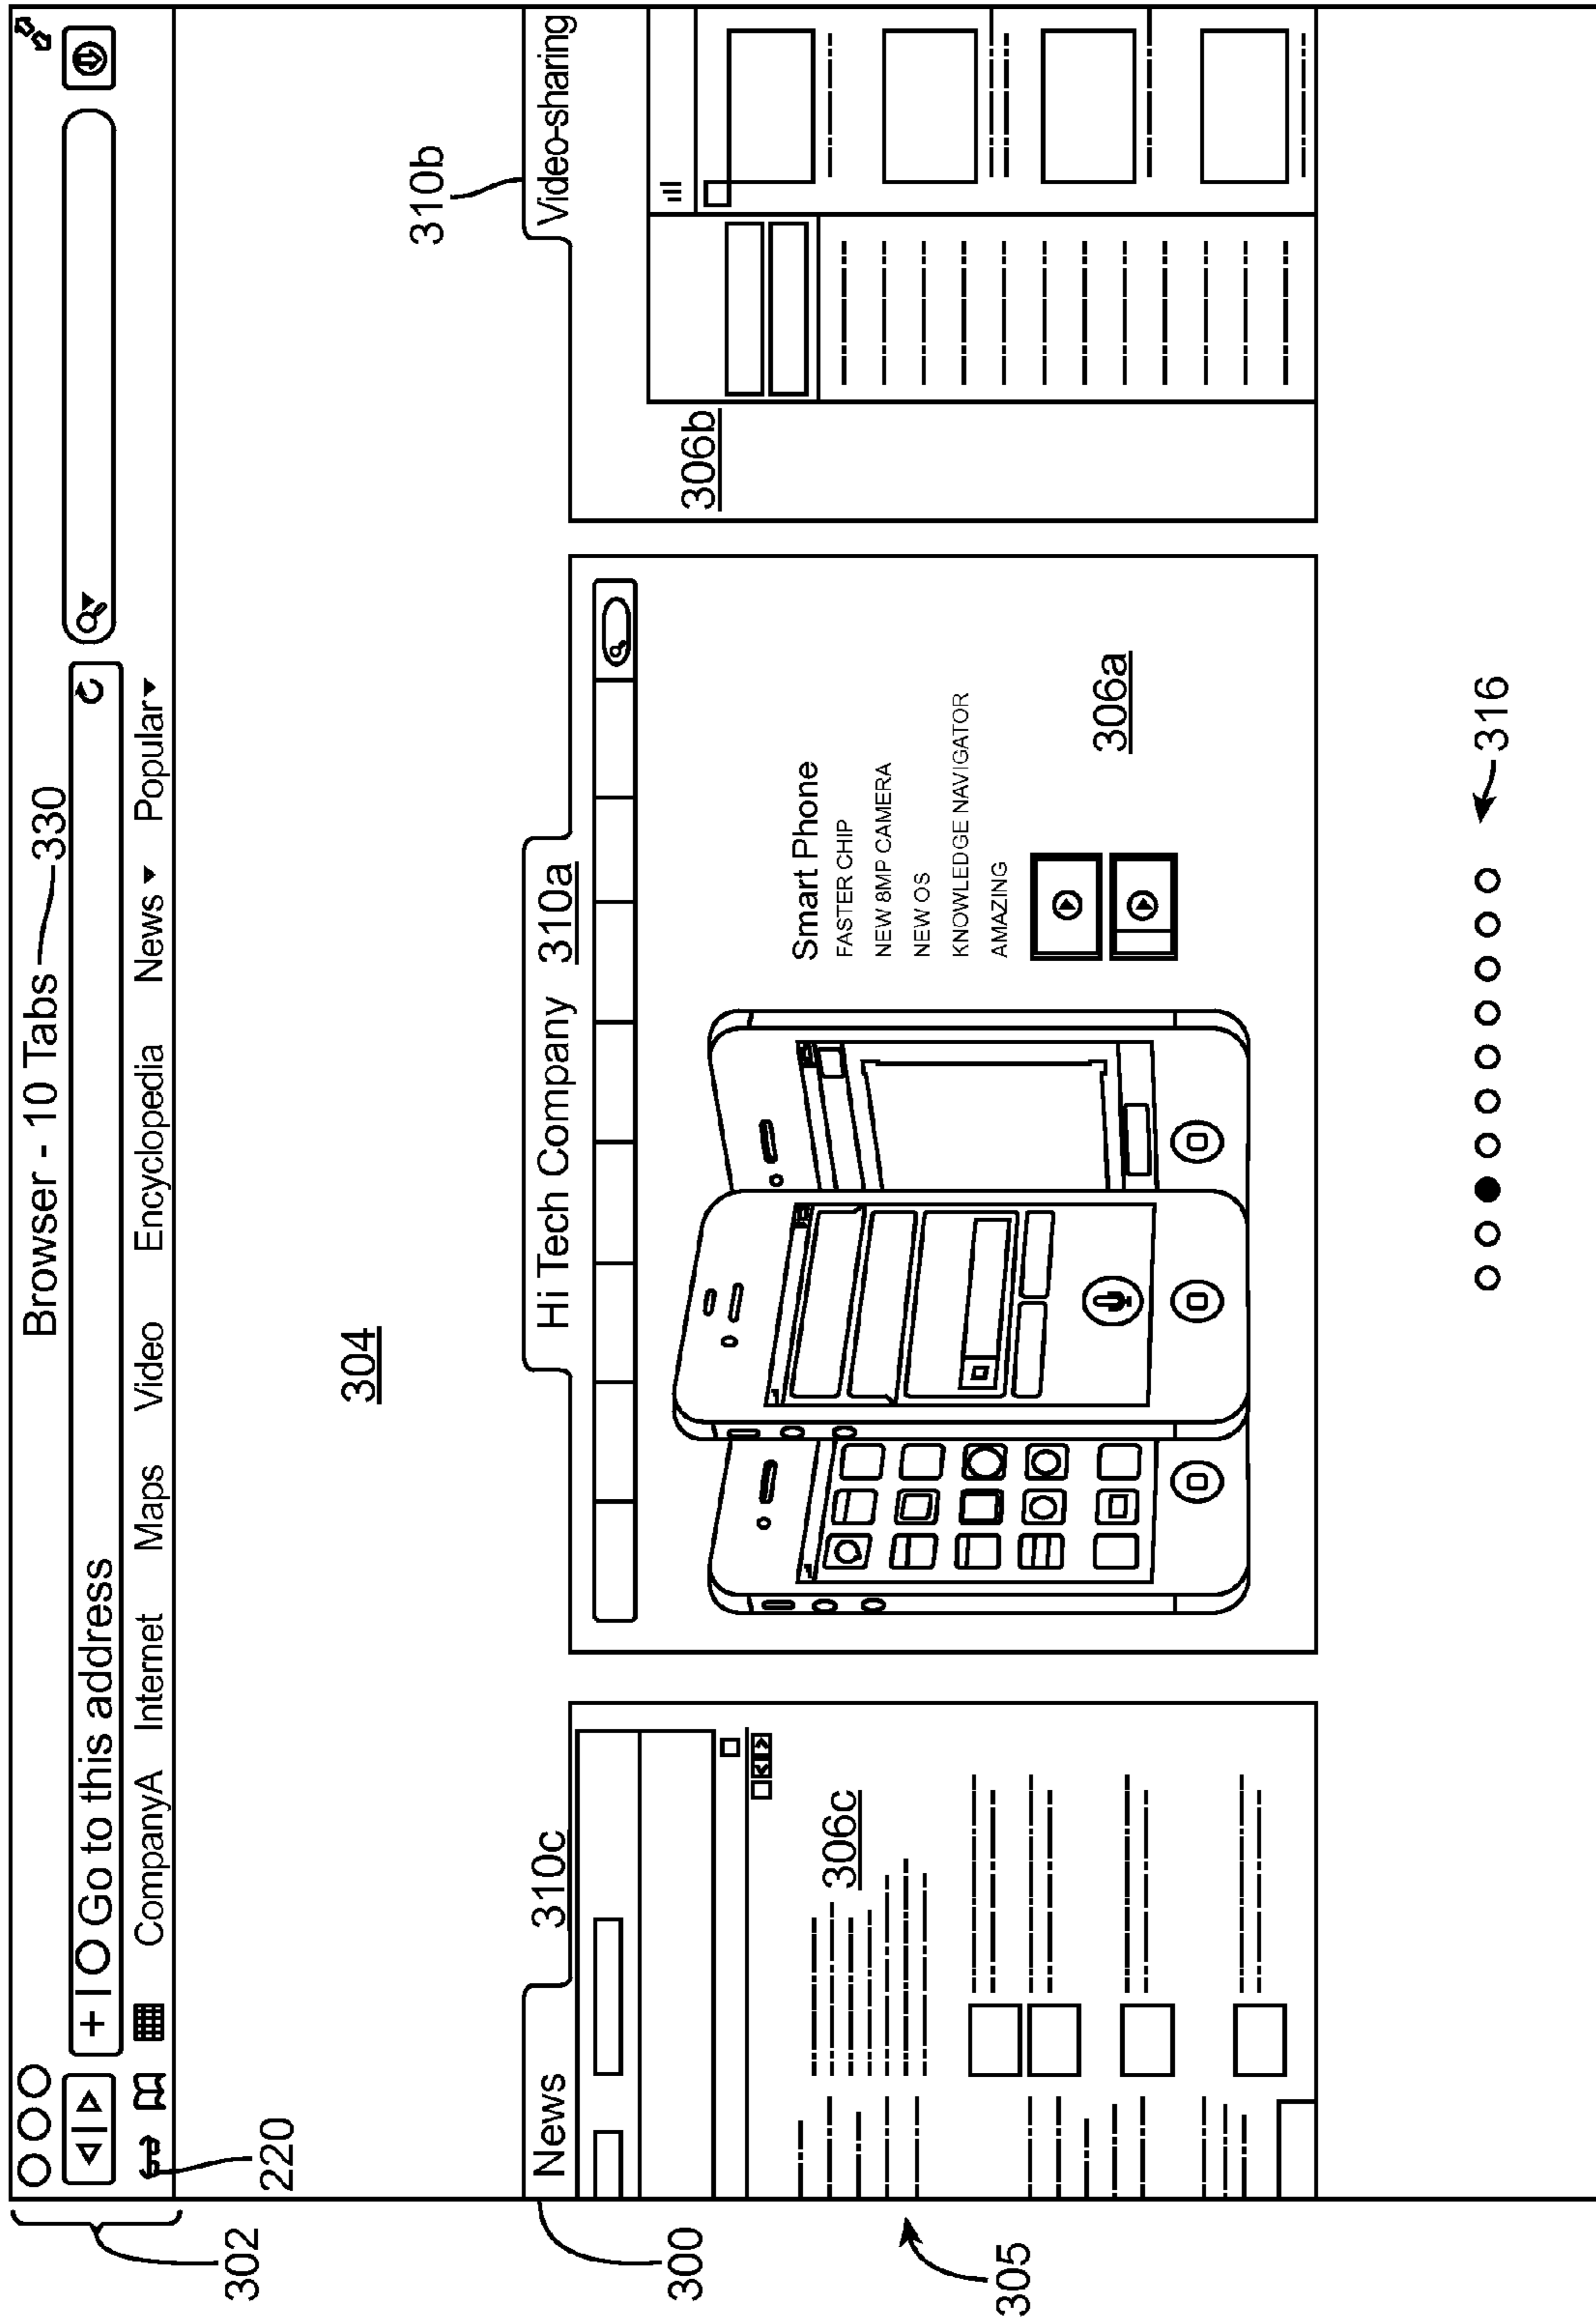 Browser - 10 Tabs 330
+ Go to this address
302
CompanyA Internet Maps Video Encyclopedia News Popular
220
304
310b
News 310c
Hi Tech Company 310a
Video-sharing
300
306b
Smart Phone
FASTER CHIP
306c
NEW 8MP CAMERA
NEW OS
305
KNOWLEDGE NAVIGATOR
AMAZING
306a
316